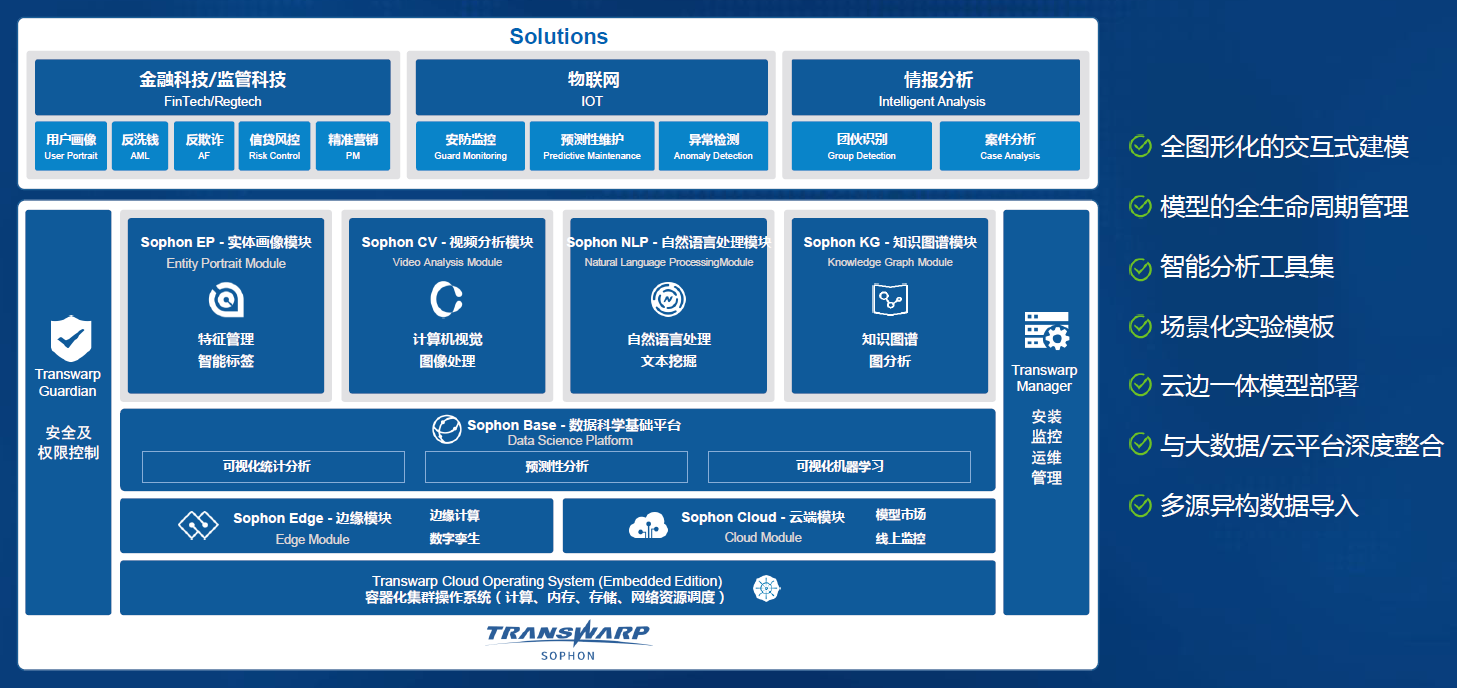 Solutions
金融科技/监管科技
FinTech/Regtech
用户画像
User Portrait
反洗钱
AML
反欺诈
AF
信贷风控
Risk Control
精准营销
PM
物联网
IOT
安防监控
Guard Monitoring
预测性维护
Predictive Maintenance
异常检测
Anomaly Detection
情报分析
Intelligent Analysis
团伙识别
Group Detection
案件分析
Case Analysis
Transwarp
Guardian
安全及
权限控制
Sophon EP - 实体画像模块
Entity Portrait Module
特征管理
智能标签
Sophon CV - 视频分析模块
Video Analysis Module
计算机视觉
图像处理
Sophon NLP - 自然语言处理模块
Natural Language ProcessingModule
自然语言处理
文本挖掘
Sophon KG - 知识图谱模块
Knowledge Graph Module
知识图谱
图分析
Sophon Base - 数据科学基础平台
Data Science Platform
可视化统计分析
预测性分析
可视化机器学习
Sophon Edge - 边缘模块
Edge Module
边缘计算
数字孪生
Sophon Cloud - 云端模块
Cloud Module
模型市场
线上监控
Transwarp Cloud Operating System (Embedded Edition)
容器化集群操作系统（计算、内存、存储、网络资源调度）
Transwarp
Manager
安装
监控
运维
管理
TRANSWARP
SOPHON
全图形化的交互式建模
模型的全生命周期管理
智能分析工具集
场景化实验模板
云边一体模型部署
与大数据/云平台深度整合
多源异构数据导入